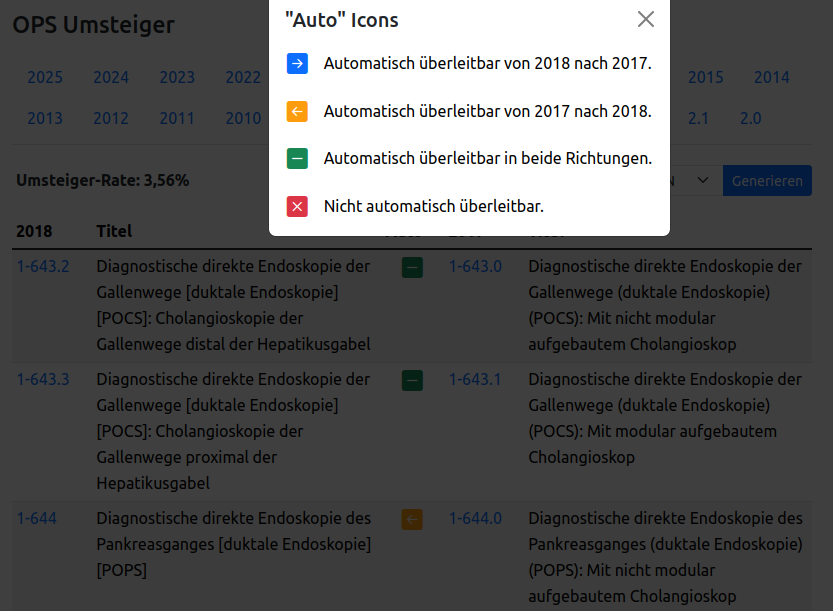 OPS Umsteiger
"Auto" Icons
Automatisch überleitbar von 2018 nach 2017.
Automatisch überleitbar von 2017 nach 2018.
Automatisch überleitbar in beide Richtungen.
Nicht automatisch überleitbar.
2025 2024 2023 2022 2015 2014
2013 2012 2011 2010 2.1 2.0
Umsteiger-Rate: 3,56% Generieren
2018 Titel
1-643.2 Diagnostische direkte Endoskopie der 1-643.0 Diagnostische direkte Endoskopie der
Gallenwege [duktale Endoskopie] Gallenwege (duktale Endoskopie)
[POCS]: Cholangioskopie der (POCS): Mit nicht modular
Gallenwege distal der Hepatikusgabel aufgebautem Cholangioskop
1-643.3 Diagnostische direkte Endoskopie der 1-643.1 Diagnostische direkte Endoskopie der
Gallenwege [duktale Endoskopie] Gallenwege (duktale Endoskopie)
[POCS]: Cholangioskopie der (POCS): Mit modular aufgebautem
Gallenwege proximal der Cholangioskop
Hepatikusgabel
1-644 Diagnostische direkte Endoskopie des 1-644.0 Diagnostische direkte Endoskopie des
Pankreasganges [duktale Endoskopie] Pankreasganges (duktale Endoskopie)
[POPS] (POPS): Mit nicht modular
aufgebautem Cholangioskop